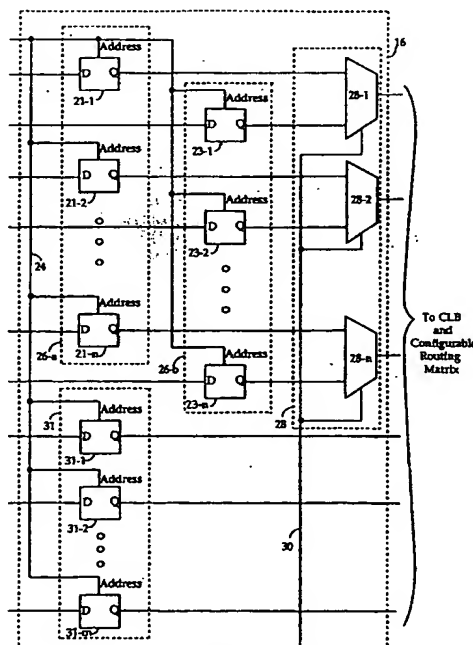 16
Address
D Q
21-1
Address
D Q
23-1
28-1
Address
D Q
21-2
Address
D Q
23-2
28-2
24
Address
D Q
21-n
26-a
Address
D Q
23-n
26-b
28-n
28
To CLB
and
Configurable
Routing
Matrix
31
Address
D Q
31-1
Address
D Q
31-2
30
Address
D Q
31-m